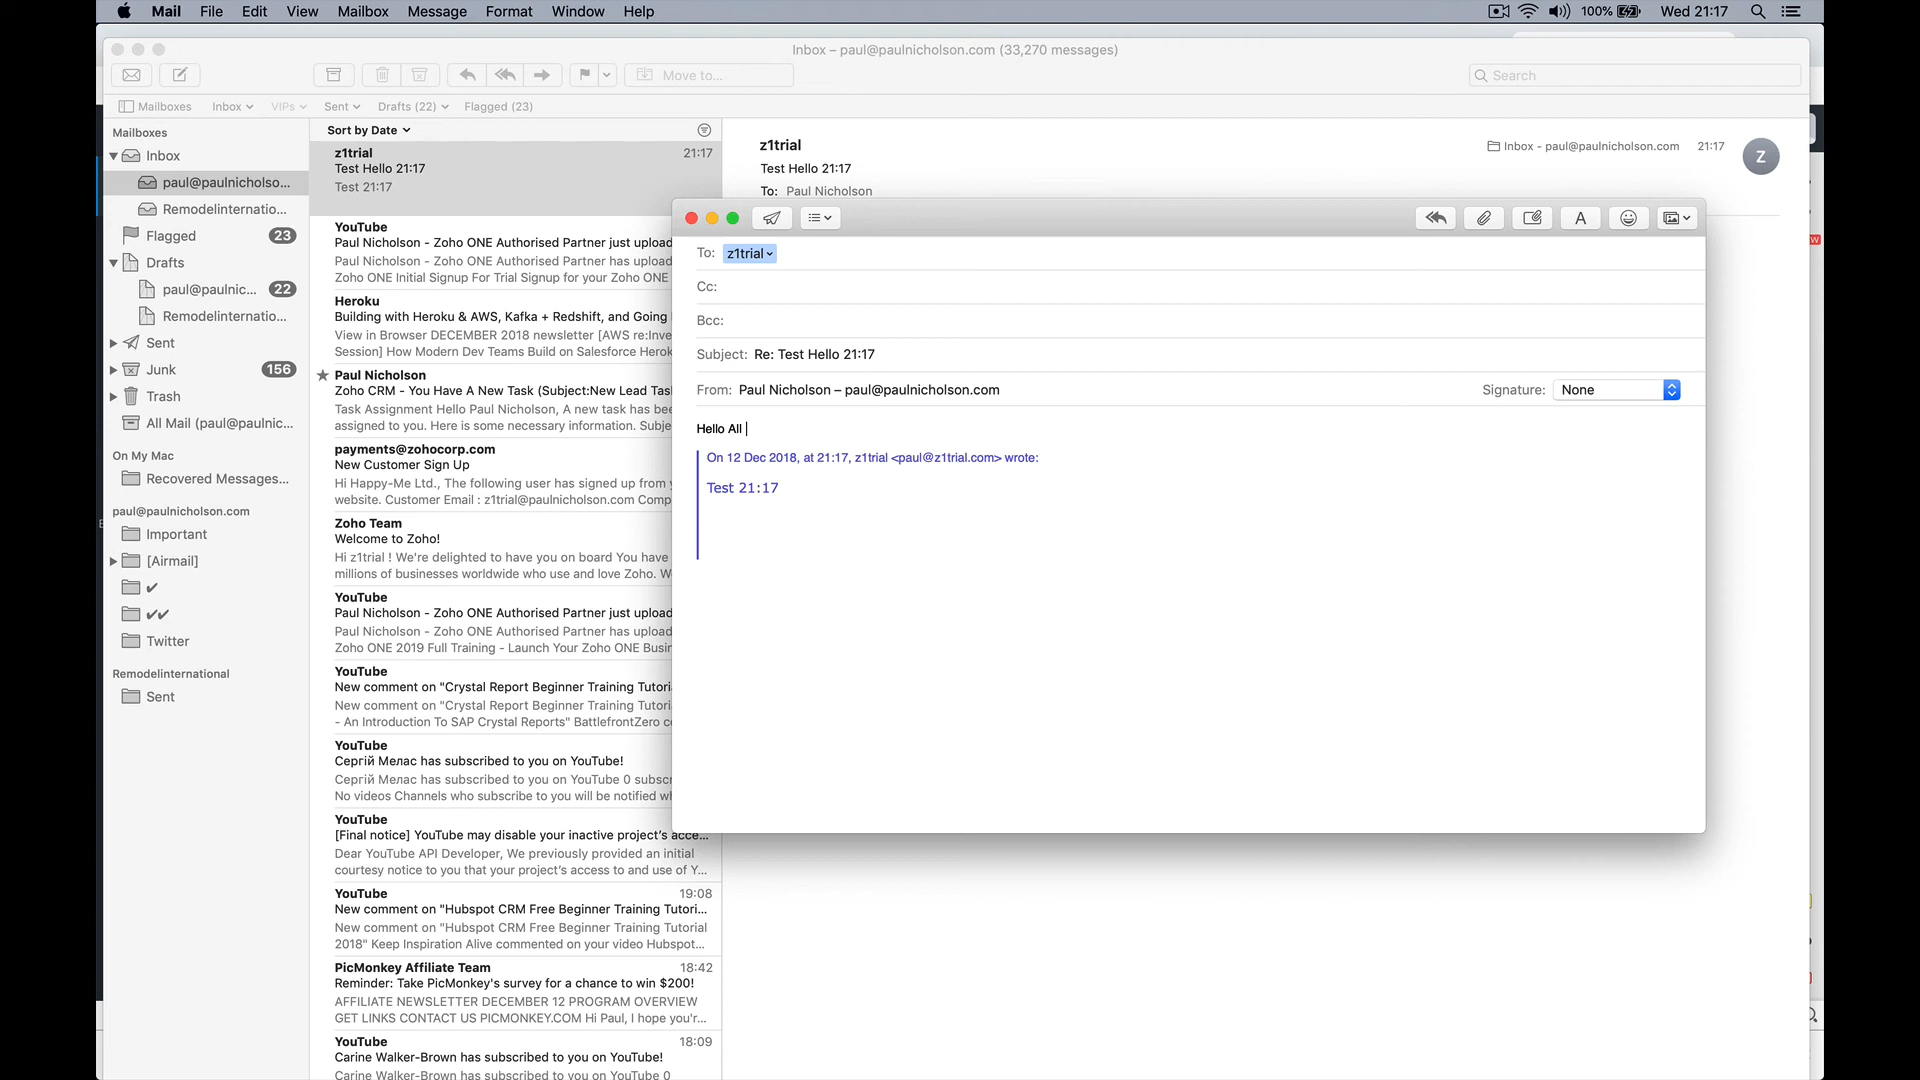 Mail File Edit View Mailbox Message Format Window Help 100% Wed 21:17
Inbox – paul@paulnicholson.com (33,270 messages)
Move to...
Search
Mailboxes Inbox VIPs Sent Drafts (22) Flagged (23)
Mailboxes
Inbox
paul@paulnicholso...
Remodelinternatio...
Flagged 23
Drafts
paul@paulnic... 22
Remodelinternatio...
Sent
Junk 156
Trash
All Mail (paul@paulnic...
On My Mac
Recovered Messages...
paul@paulnicholson.com
Important
[Airmail]
✔
✔✔
Twitter
Remodelinternational
Sent
Sort by Date
z1trial 21:17
Test Hello 21:17
Test 21:17
YouTube
Paul Nicholson - Zoho ONE Authorised Partner just upload
Paul Nicholson - Zoho ONE Authorised Partner has upload
Zoho ONE Initial Signup For Trial Signup for your Zoho ONE
Heroku
Building with Heroku & AWS, Kafka + Redshift, and Going
View in Browser DECEMBER 2018 newsletter [AWS re:Inve
Session] How Modern Dev Teams Build on Salesforce Herok
Paul Nicholson
Zoho CRM - You Have A New Task (Subject:New Lead Tas
Task Assignment Hello Paul Nicholson, A new task has bee
assigned to you. Here is some necessary information. Subje
payments@zohocorp.com
New Customer Sign Up
Hi Happy-Me Ltd., The following user has signed up from y
website. Customer Email : z1trial@paulnicholson.com Comp
Zoho Team
Welcome to Zoho!
Hi z1trial ! We're delighted to have you on board You have
millions of businesses worldwide who use and love Zoho. W
YouTube
Paul Nicholson - Zoho ONE Authorised Partner just upload
Paul Nicholson - Zoho ONE Authorised Partner has upload
Zoho ONE 2019 Full Training - Launch Your Zoho ONE Busin
YouTube
New comment on "Crystal Report Beginner Training Tutori
New comment on "Crystal Report Beginner Training Tutoria
- An Introduction To SAP Crystal Reports" BattlefrontZero co
YouTube
Сергій Мелас has subscribed to you on YouTube!
Сергій Мелас has subscribed to you on YouTube 0 subsc
No videos Channels who subscribe to you will be notified wh
YouTube
[Final notice] YouTube may disable your inactive project's acce...
Dear YouTube API Developer, We previously provided an initial
courtesy notice to you that your project's access to and use of Y...
YouTube 19:08
New comment on "Hubspot CRM Free Beginner Training Tutori...
New comment on "Hubspot CRM Free Beginner Training Tutorial
2018" Keep Inspiration Alive commented on your video Hubspot...
PicMonkey Affiliate Team 18:42
Reminder: Take PicMonkey's survey for a chance to win $200!
AFFILIATE NEWSLETTER DECEMBER 12 PROGRAM OVERVIEW
GET LINKS CONTACT US PICMONKEY.COM Hi Paul, I hope you'r...
YouTube 18:09
Carine Walker-Brown has subscribed to you on YouTube!
Carine Walker-Brown has subscribed to you on YouTube 0
z1trial Inbox - paul@paulnicholson.com 21:17 Z
Test Hello 21:17
To: Paul Nicholson
To: z1trial
Cc:
Bcc:
Subject: Re: Test Hello 21:17
From: Paul Nicholson – paul@paulnicholson.com Signature: None
Hello All
On 12 Dec 2018, at 21:17, z1trial <paul@z1trial.com> wrote:
Test 21:17